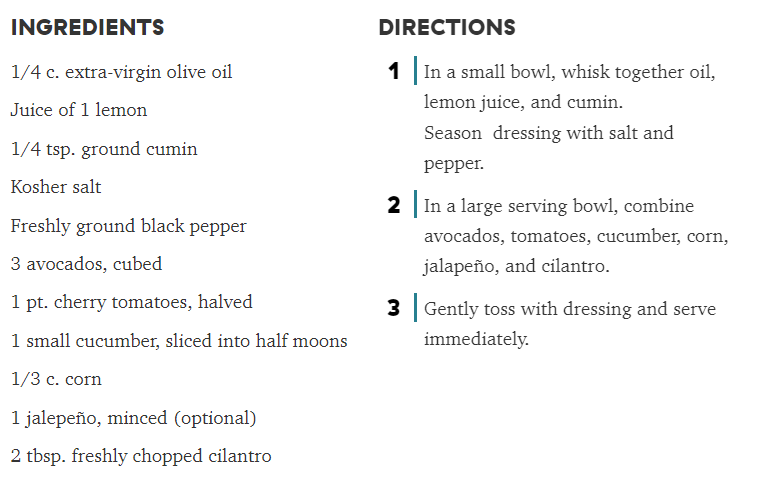 INGREDIENTS
1/4 c. extra-virgin olive oil
Juice of 1 lemon
1/4 tsp. ground cumin
Kosher salt
Freshly ground black pepper
3 avocados, cubed
1 pt. cherry tomatoes, halved
1 small cucumber, sliced into half moons
1/3 c. corn
1 jalepeño, minced (optional)
2 tbsp. freshly chopped cilantro
DIRECTIONS
1 In a small bowl, whisk together oil,
lemon juice, and cumin.
Season  dressing with salt and
pepper.
2 In a large serving bowl, combine
avocados, tomatoes, cucumber, corn,
jalapeño, and cilantro.
3 Gently toss with dressing and serve
immediately.